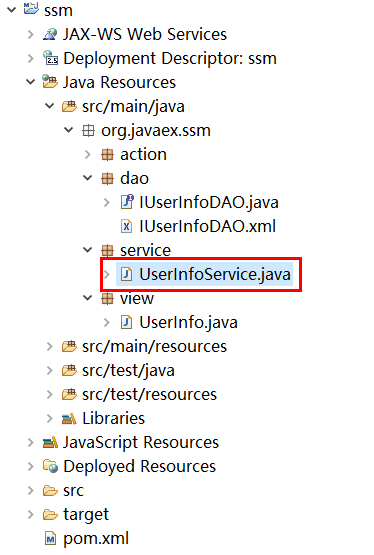 ssm
JAX-WS Web Services
Deployment Descriptor: ssm
Java Resources
src/main/java
org.javaex.ssm
action
dao
IUserInfoDAO.java
IUserInfoDAO.xml
service
UserInfoService.java
view
UserInfo.java
src/main/resources
src/test/java
src/test/resources
Libraries
JavaScript Resources
Deployed Resources
src
target
pom.xml